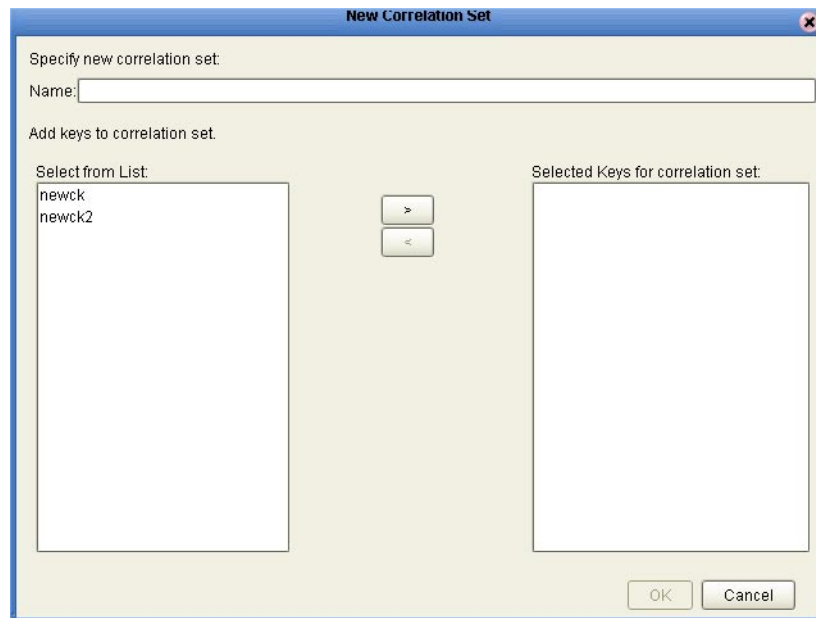 New Correlation Set
Specify new correlation set:
Name:
Add keys to correlation set.
Select from List:
newck
newck2
>
<
Selected Keys for correlation set:
OK
Cancel